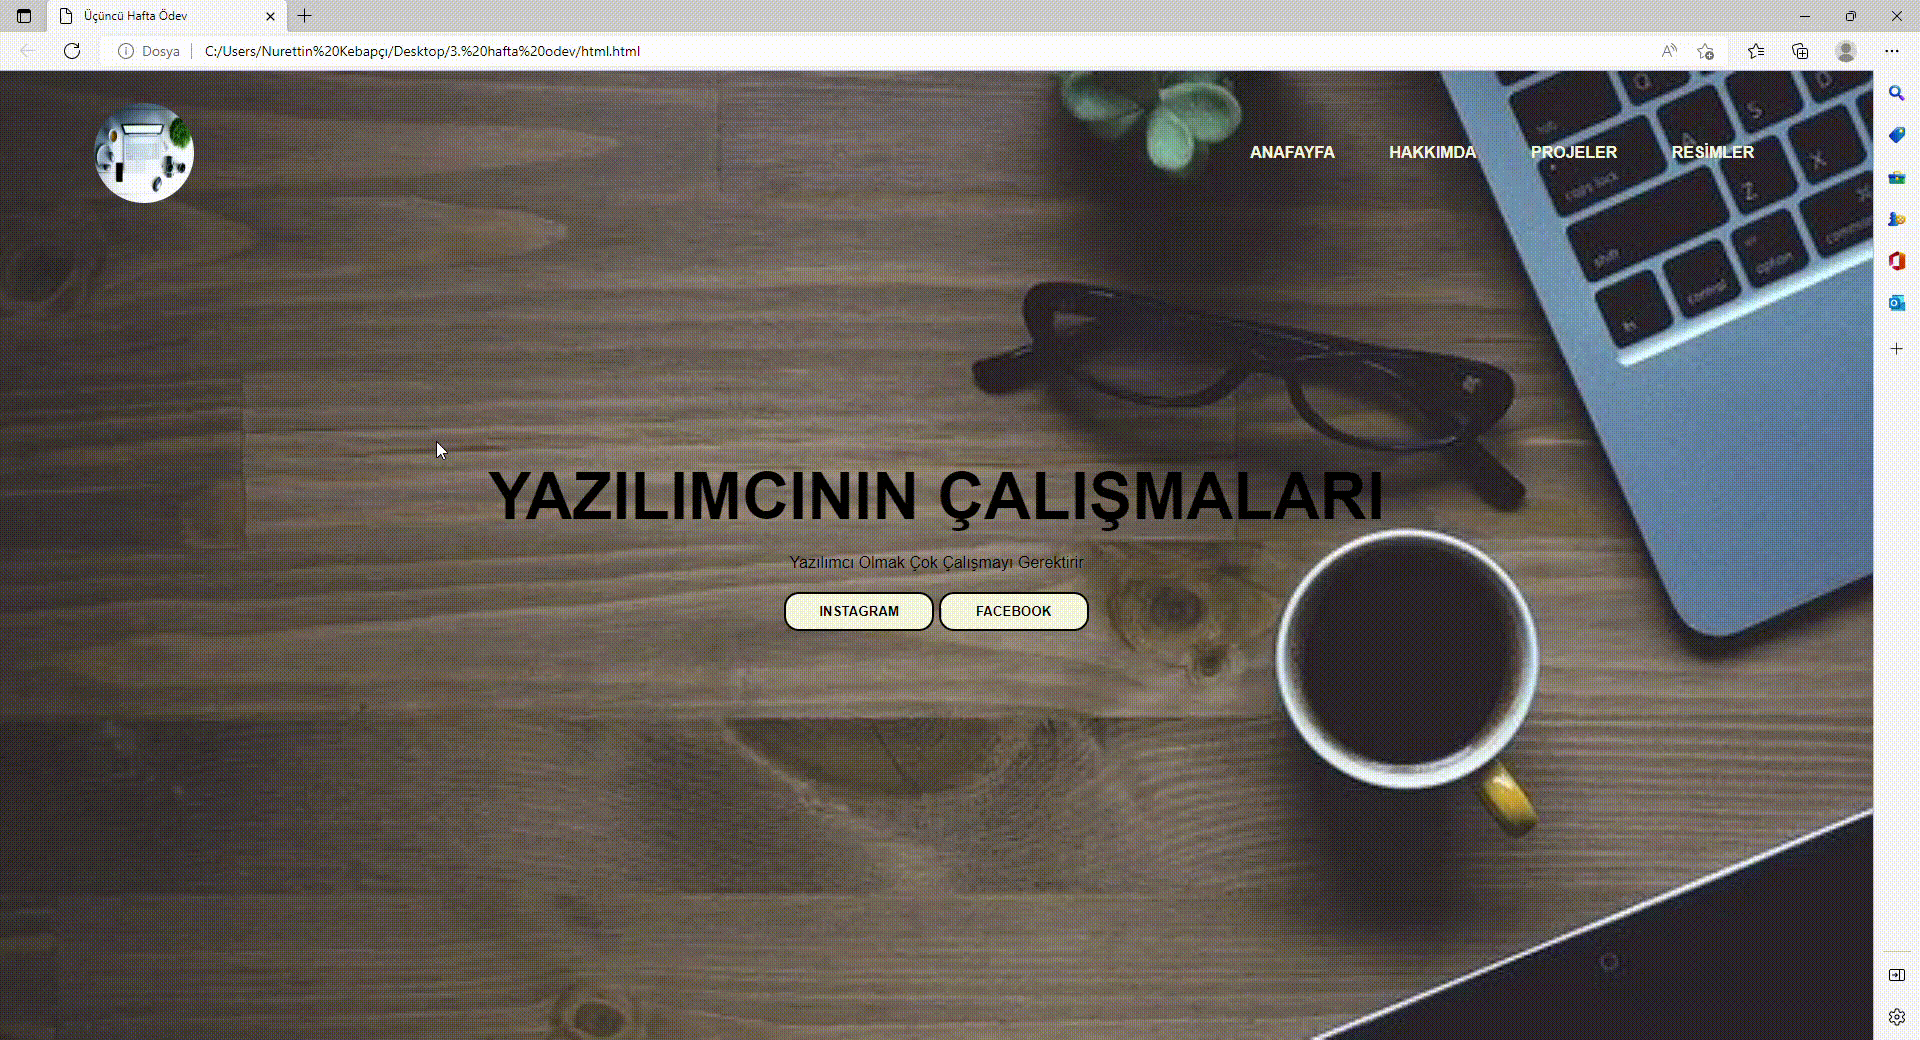 Üçüncü Hafta Ödev
Dosya
C:/Users/Nurettin%20Kebapçı/Desktop/3.%20hafta%20odev/html.html
ANAFAYFA
HAKKIMDA
PROJELER
RESİMLER
YAZILIMCININ ÇALIŞMALARI
Yazılımcı Olmak Çok Çalışmayı Gerektirir
INSTAGRAM
FACEBOOK